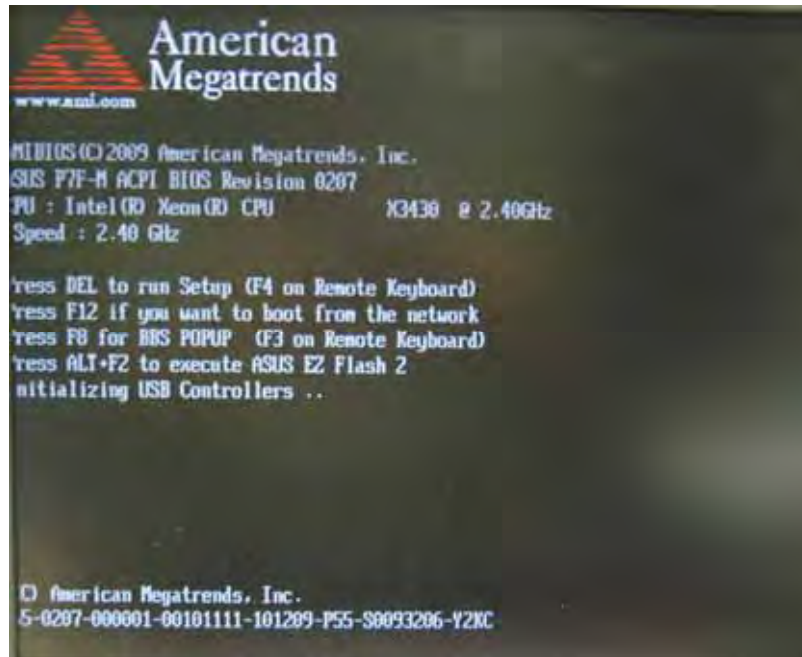 American
Megatrends
www.ami.com
MIBIOS(C)2009 American Megatrends, Inc.
SUS P7F-M ACPI BIOS Revision 0207
PU : Intel(R) Xeon(R) CPU X3430 @ 2.40GHz
Speed : 2.40 GHz
ress DEL to run Setup (F4 on Remote Keyboard)
ress F12 if you want to boot from the network
ress F8 for BBS POPUP (F3 on Remote Keyboard)
ress ALT+F2 to execute ASUS EZ Flash 2
nitializing USB Controllers ..
C) American Megatrends, Inc.
5-0207-000001-00101111-101209-P55-S0093206-Y2KC